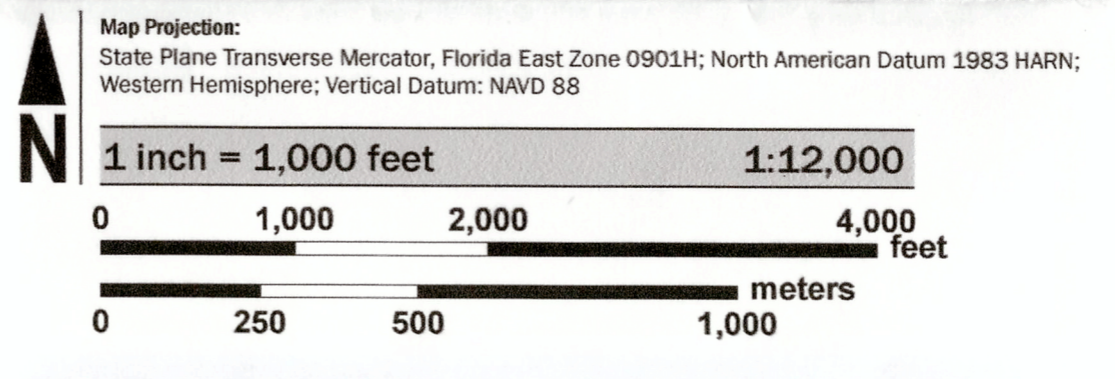 Map Projection:
State Plane Transverse Mercator, Florida East Zone 0901H; North American Datum 1983 HARN;
Western Hemisphere; Vertical Datum: NAVD 88
N
1 inch = 1,000 feet 1:12,000
0 1,000 2,000 4,000
feet
meters
0 250 500 1,000